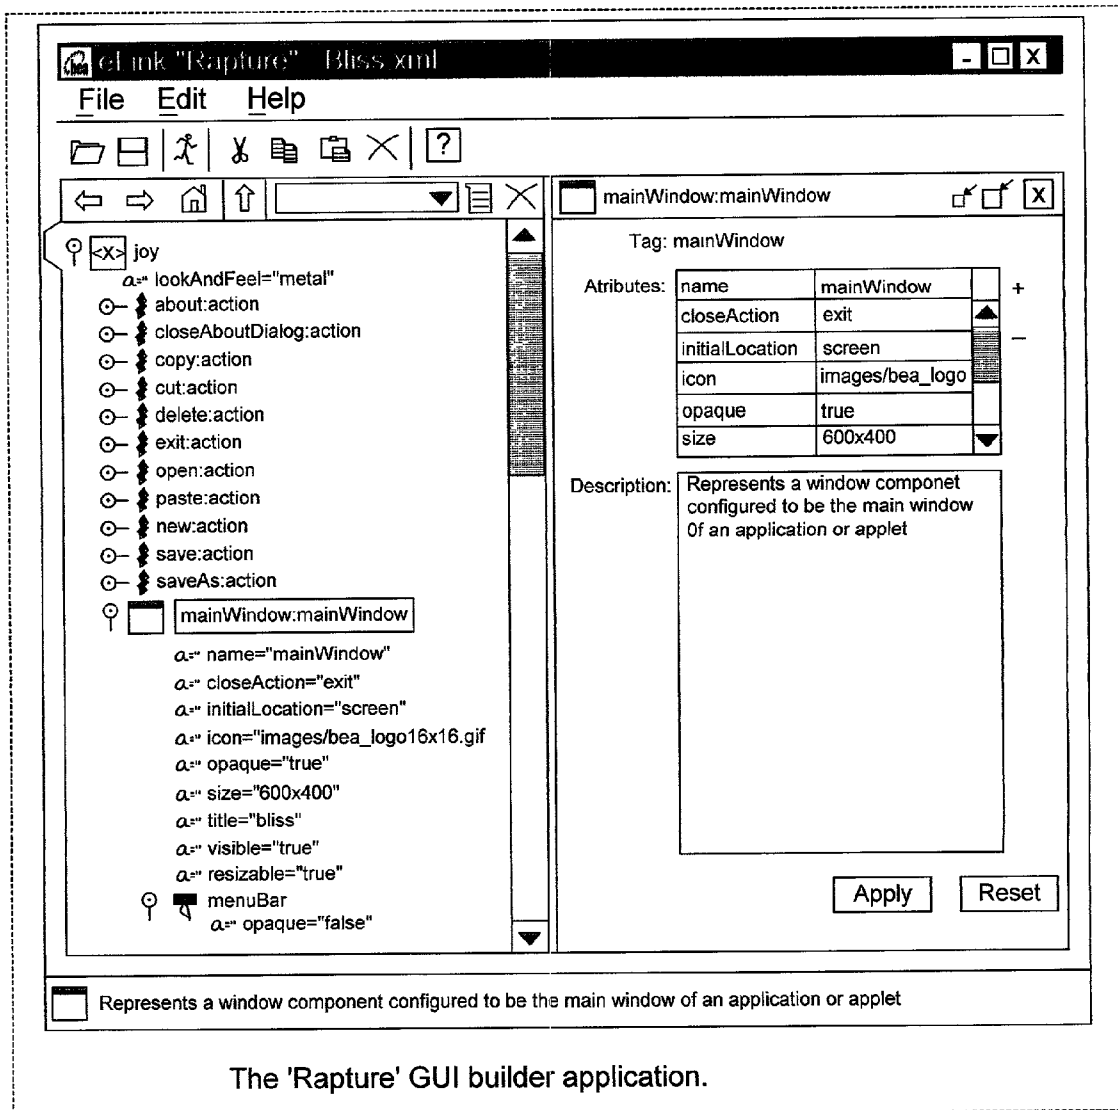 eLink "Rapture" Bliss.xml
File Edit Help
?
mainWindow:mainWindow
<X> joy
lookAndFeel="metal"
about:action
closeAboutDialog:action
copy:action
cut:action
delete:action
exit:action
open:action
paste:action
new:action
save:action
saveAs:action
mainWindow:mainWindow
name="mainWindow"
closeAction="exit"
initialLocation="screen"
icon="images/bea_logo16x16.gif
opaque="true"
size="600x400"
title="bliss"
visible="true"
resizable="true"
menuBar
opaque="false"
Tag: mainWindow
Atributes:
name mainWindow
closeAction exit
initialLocation screen
icon images/bea_logo
opaque true
size 600x400
+
−
Description:
Represents a window componet
configured to be the main window
0f an application or applet
Apply Reset
Represents a window component configured to be the main window of an application or applet
The 'Rapture' GUI builder application.